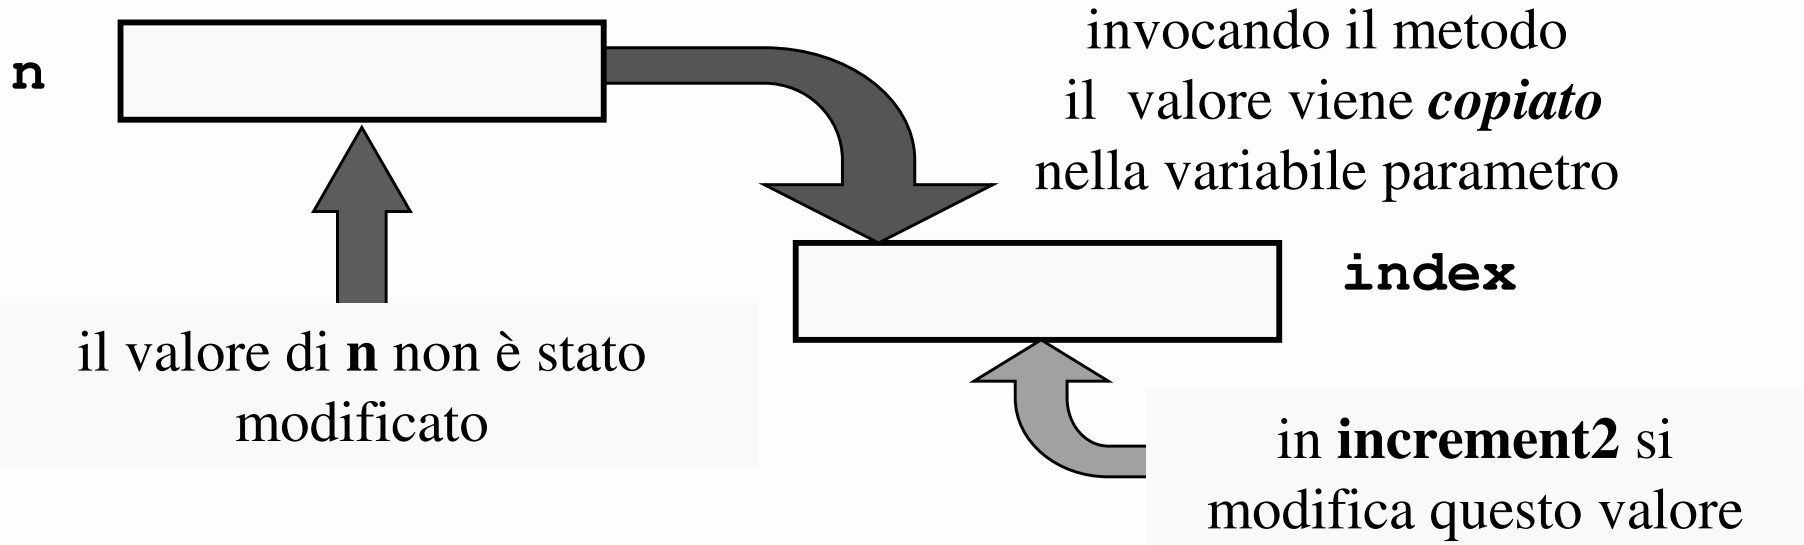 n
invocando il metodo
il valore viene copiato
nella variabile parametro
index
il valore di n non è stato
modificato
in increment2 si
modifica questo valore